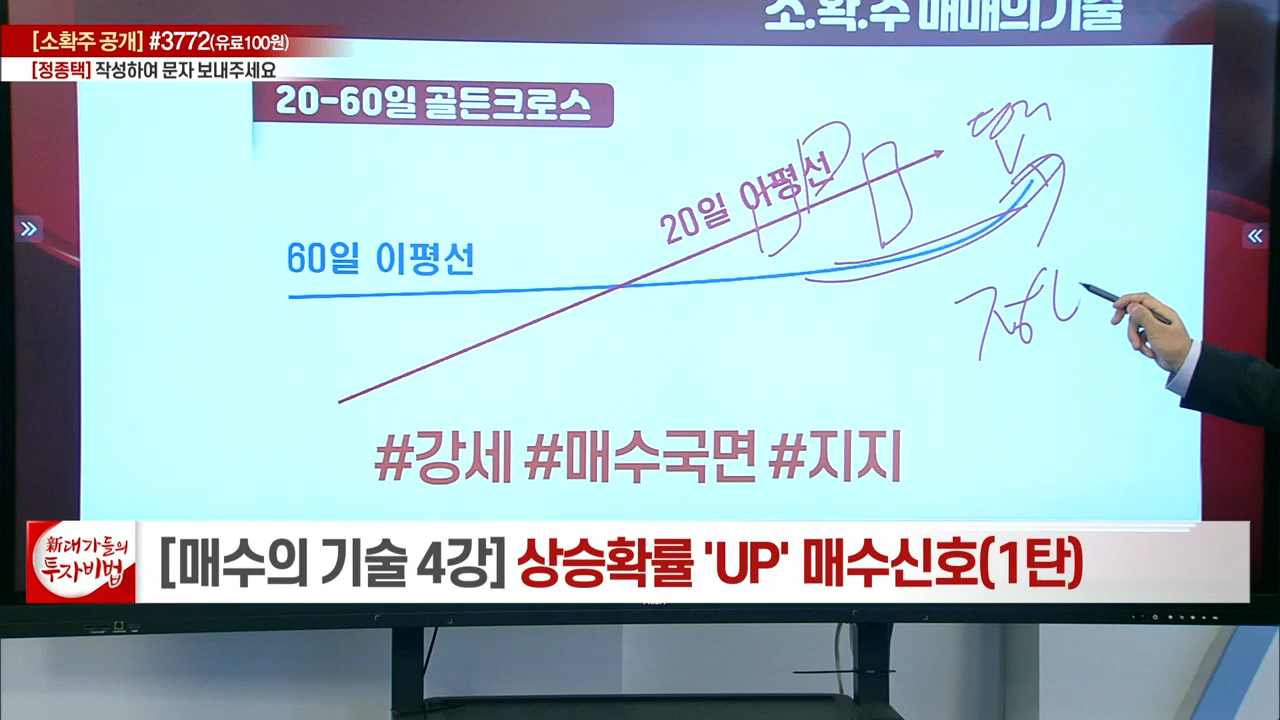 소.확.주 매매의기술
[소확주 공개] #3772(유료100원)
[정종택] 작성하여 문자 보내주세요
20-60일 골든크로스
20일 이평선
60일 이평선
#강세 #매수국면 #지지
新대가들의
투자비법
[매수의 기술 4강] 상승확률 'UP' 매수신호(1탄)